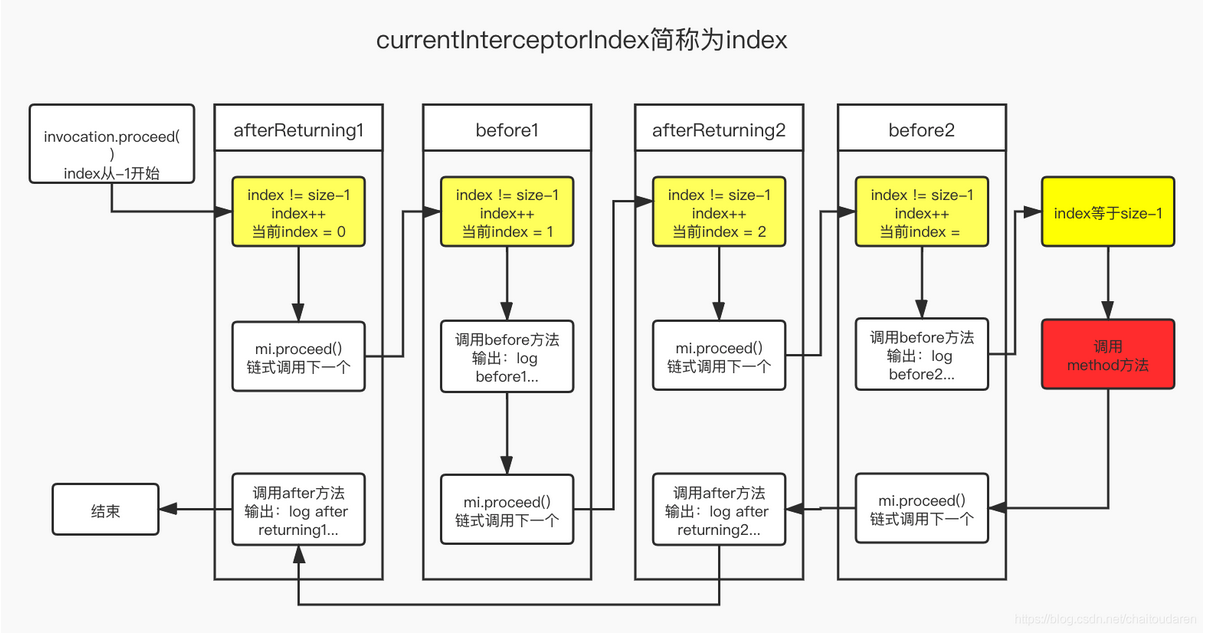 currentInterceptorIndex简称为index
invocation.proceed(
)
index从-1开始
afterReturning1
index != size-1
index++
当前index = 0
mi.proceed()
链式调用下一个
调用after方法
输出：log after
returning1...
结束
before1
index != size-1
index++
当前index = 1
调用before方法
输出：log
before1...
mi.proceed()
链式调用下一个
afterReturning2
index != size-1
index++
当前index = 2
mi.proceed()
链式调用下一个
调用after方法
输出：log after
returning2...
before2
index != size-1
index++
当前index =
调用before方法
输出：log
before2...
mi.proceed()
链式调用下一个
index等于size-1
调用
method方法
https://blog.csdn.net/chaitoudaren